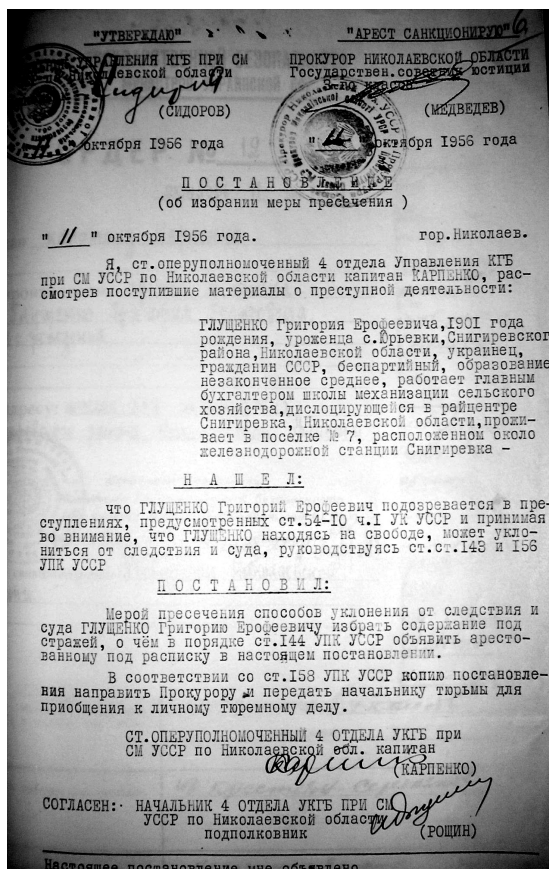 "УТВЕРЖДАЮ" "АРЕСТ САНКЦИОНИРУЮ" 6
УПРАВЛЕНИЯ КГБ ПРИ СМ ПРОКУРОР НИКОЛАЕВСКОЙ ОБЛАСТИ
Николаевской области Государствен.советник юстиции
(СИДОРОВ) (МЕДВЕДЕВ)
октября 1956 года " октября 1956 года
ПОСТАНОВЛЕНИЕ
(об избрании меры пресечения )
" 11 " октября 1956 года. гор.Николаев.
Я, ст.оперуполномоченный 4 отдела Управления КГБ
при СМ УССР по Николаевской области капитан КАРПЕНКО, рас-
смотрев поступившие материалы о преступной деятельности:
ГЛУЩЕНКО Григория Ерофеевича,1901 года
рождения, уроженца с.Юрьевки,Снигиревского
района,Николаевской области, украинец,
гражданин СССР, беспартийный, образование
незаконченное среднее, работает главным
бухгалтером школы механизации сельского
хозяйства,дислоцирующейся в райцентре
Снигиревка, Николаевской области,прожи-
вает в поселке № 7, расположенном около
железнодорожной станции Снигиревка -
НАШЕЛ:
что ГЛУЩЕНКО Григорий Ерофеевич подозревается в пре-
ступлениях, предусмотренных ст.54-10 ч.1 УК УССР и принимая
во внимание, что ГЛУЩЕНКО находясь на свободе, может укло-
ниться от следствия и суда, руководствуясь ст.ст.143 и 156
УПК УССР
ПОСТАНОВИЛ:
Мерой пресечения способов уклонения от следствия и
суда ГЛУЩЕНКО Григорию Ерофеевичу избрать содержание под
стражей, о чём в порядке ст.144 УПК УССР объявить аресто-
ванному под расписку в настоящем постановлении.
В соответствии со ст.158 УПК УССР копию постановле-
ния направить Прокурору и передать начальнику тюрьмы для
приобщения к личному тюремному делу.
СТ.ОПЕРУПОЛНОМОЧЕННЫЙ 4 ОТДЕЛА УКГБ при
СМ УССР по Николаевской обл. капитан
(КАРПЕНКО)
СОГЛАСЕН: НАЧАЛЬНИК 4 ОТДЕЛА УКГБ ПРИ СМ
УССР по Николаевской области
подполковник (РОЩИН)
Настоящее постановление мне объявлено